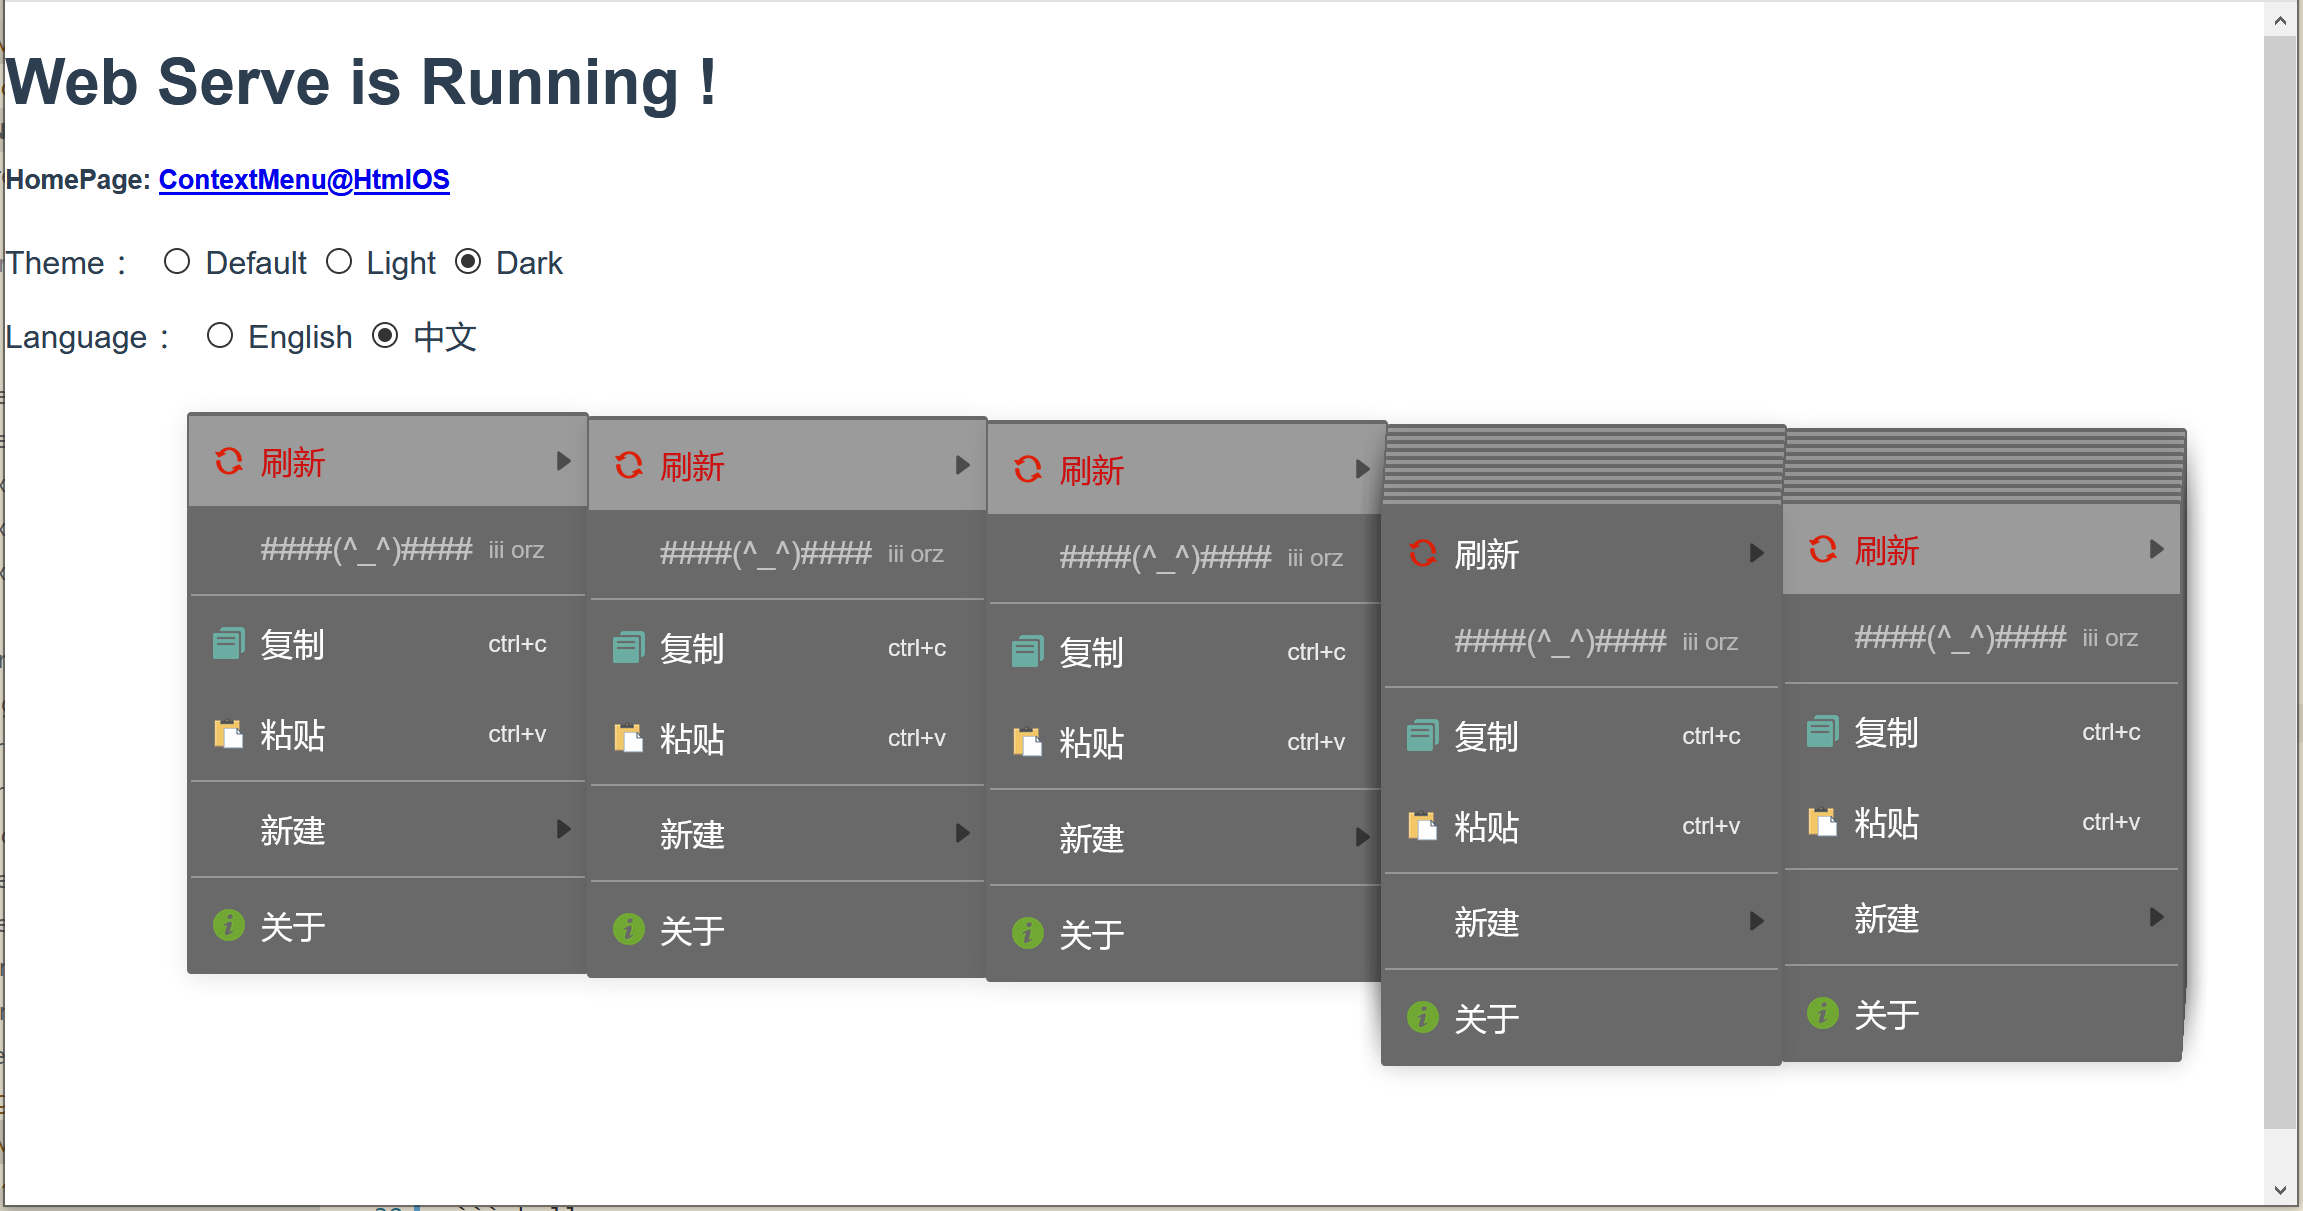 Web Serve is Running !
HomePage: ContextMenu@HtmlOS
Theme： Default Light Dark
Language： English 中文
刷新
####(^_^)#### iii orz
复制 ctrl+c
粘贴 ctrl+v
新建
关于
刷新
####(^_^)#### iii orz
复制 ctrl+c
粘贴 ctrl+v
新建
关于
刷新
####(^_^)#### iii orz
复制 ctrl+c
粘贴 ctrl+v
新建
关于
刷新
####(^_^)#### iii orz
复制 ctrl+c
粘贴 ctrl+v
新建
关于
刷新
####(^_^)#### iii orz
复制 ctrl+c
粘贴 ctrl+v
新建
关于